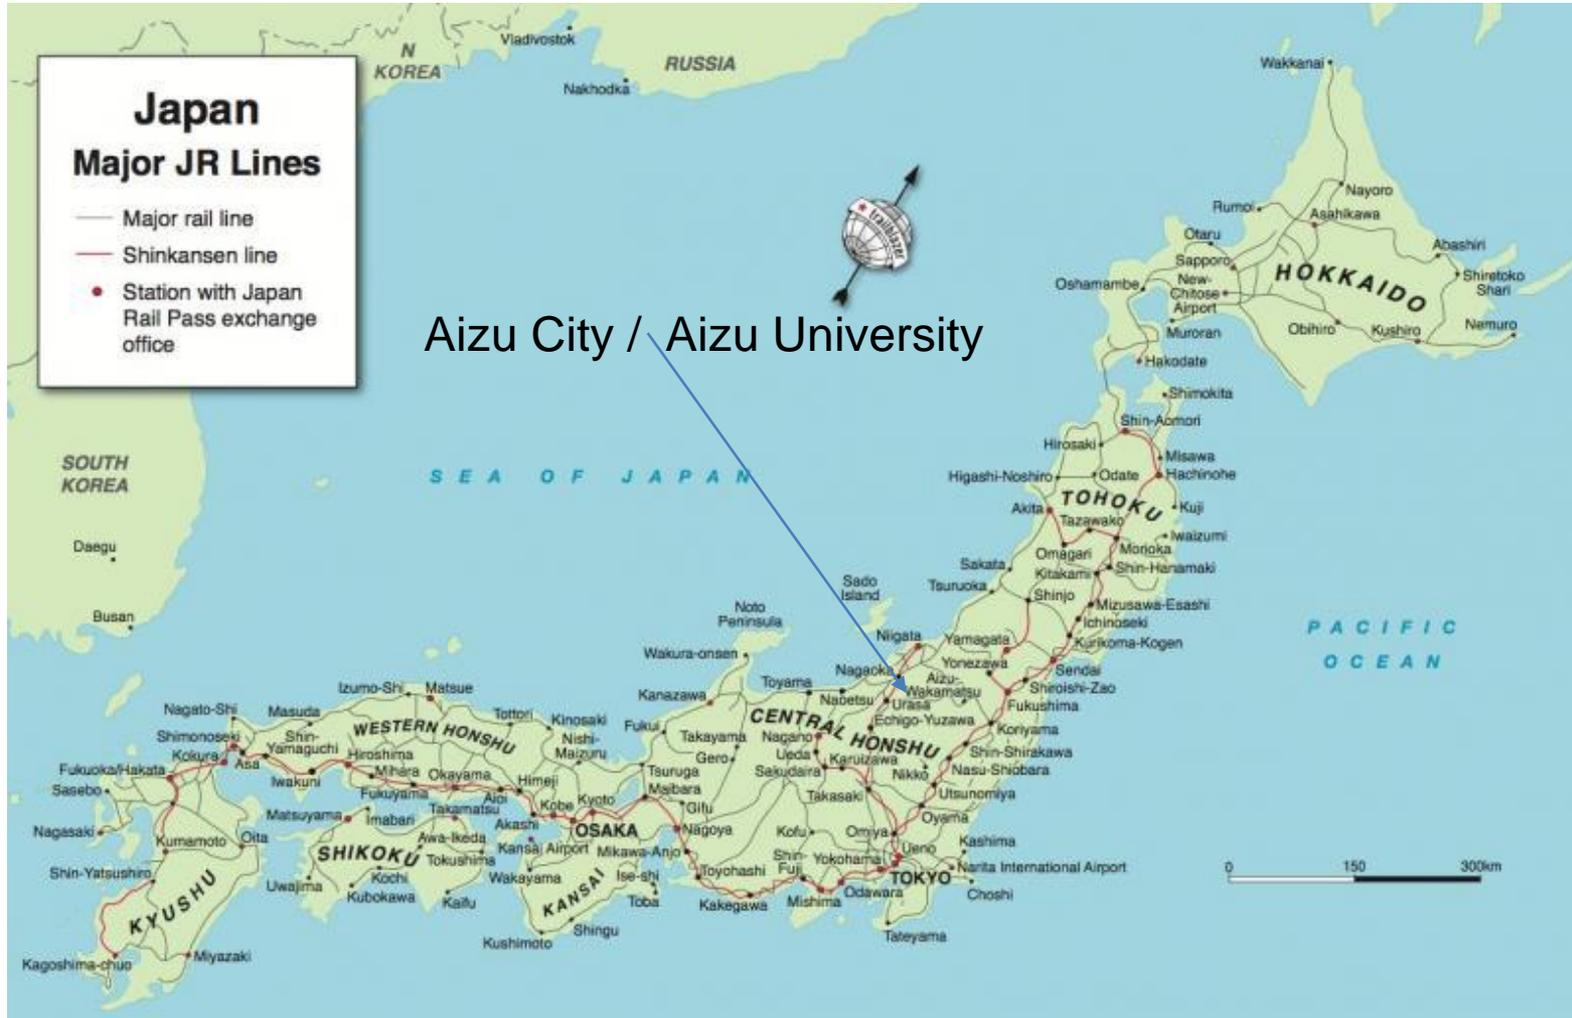 Japan
Major JR Lines
Major rail line
Shinkansen line
Station with Japan
Rail Pass exchange
office
N
KOREA
Vladivostok
Nakhodka
RUSSIA
trailblazer
Aizu City / Aizu University
SOUTH
KOREA
Daegu
Busan
SEA OF JAPAN
PACIFIC
OCEAN
Wakkanai
Nayoro
Rumoi
Asahikawa
Otaru
Abashiri
Sapporo
HOKKAIDO
Shiretoko
Shari
Oshamambe
New-
Chitose
Airport
Muroran
Obihiro
Kushiro
Nemuro
Hakodate
Shimokita
Shin-Aomori
Hirosaki
Misawa
Higashi-Noshiro
Odate
Hachinohe
TOHOKU
Akita
Kuji
Tazawako
Iwaizumi
Omagari
Morioka
Sakata
Kitakami
Shin-Hanamaki
Tsuruoka
Shinjo
Mizusawa-Esashi
Ichinoseki
Kurikoma-Kogen
Sado
Island
Noto
Peninsula
Niigata
Yamagata
Wakura-onsen
Nagaoka
Yonezawa
Sendai
Toyama
Aizu-
Wakamatsu
Shiroishi-Zao
Kanazawa
Naoetsu
Urasa
Fukushima
CENTRAL HONSHU
Echigo-Yuzawa
Koriyama
Fukui
Takayama
Nagano
Shin-Shirakawa
Gero
Ueda
Karuizawa
Sakudaira
Nikko
Nasu-Shiobara
Takasaki
Utsunomiya
Oyama
Izumo-Shi
Matsue
Nagato-Shi
Masuda
WESTERN HONSHU
Tottori
Kinosaki
Shimonoseki
Shin-
Yamaguchi
Nishi-
Maizuru
Kokura
Asa
Hiroshima
Fukuoka/Hakata
Iwakuni
Mihara
Okayama
Himeji
Tsuruga
Sasebo
Fukuyama
Aioi
Maibara
Matsuyama
Imabari
Takamatsu
Kobe
Kyoto
Gifu
Nagasaki
Akashi
OSAKA
Nagoya
Kofu
Omiya
Kashima
Kumamoto
Oita
Awa-Ikeda
Kansai Airport
Mikawa-Anjo
Ueno
SHIKOKU
Tokushima
Shin-
Fuji
Yokohama
Narita International Airport
Shin-Yatsushiro
Kochi
Wakayama
Ise-shi
Toyohashi
TOKYO
Uwajima
Kubokawa
Kaifu
KANSAI
Toba
Kakegawa
Mishima
Odawara
Choshi
KYUSHU
Kushimoto
Shingu
Tateyama
Kagoshima-chuo
Miyazaki
0 150 300km